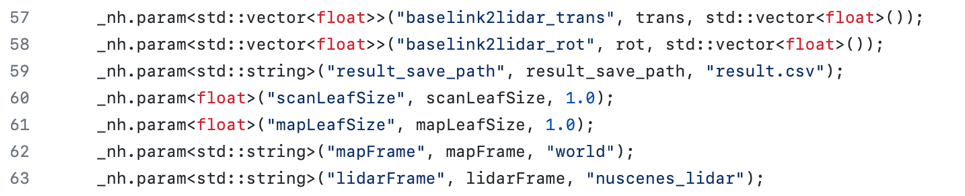 57 _nh.param<std::vector<float>>("baselink2lidar_trans", trans, std::vector<float>());
58 _nh.param<std::vector<float>>("baselink2lidar_rot", rot, std::vector<float>());
59 _nh.param<std::string>("result_save_path", result_save_path, "result.csv");
60 _nh.param<float>("scanLeafSize", scanLeafSize, 1.0);
61 _nh.param<float>("mapLeafSize", mapLeafSize, 1.0);
62 _nh.param<std::string>("mapFrame", mapFrame, "world");
63 _nh.param<std::string>("lidarFrame", lidarFrame, "nuscenes_lidar");